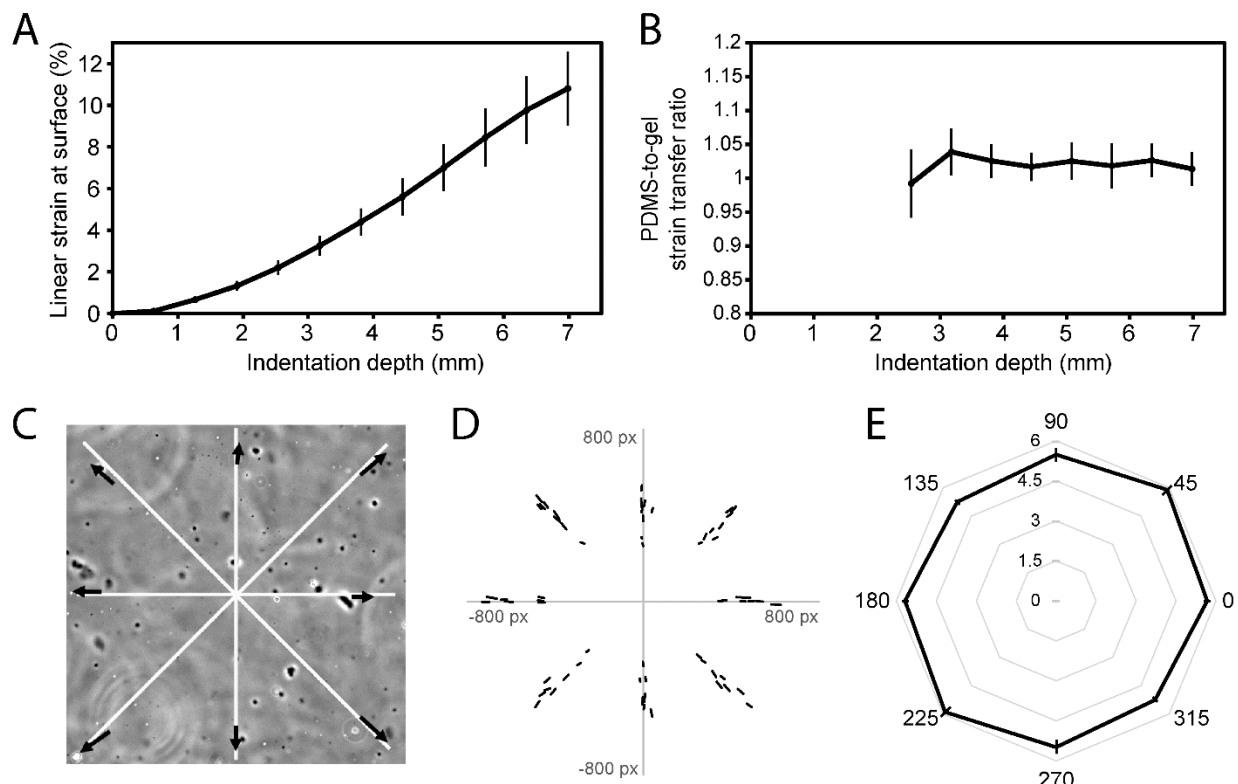 A
Linear strain at surface (%)
12
10
8
6
4
2
0
0 1 2 3 4 5 6 7
Indentation depth (mm)
B
PDMS-to-gel
strain transfer ratio
1.2
1.15
1.1
1.05
1
0.95
0.9
0.85
0.8
0 1 2 3 4 5 6 7
Indentation depth (mm)
C
D
800 px
-800 px
800 px
-800 px
E
90
6
135
45
4.5
3
1.5
180
0
0
225
315
270